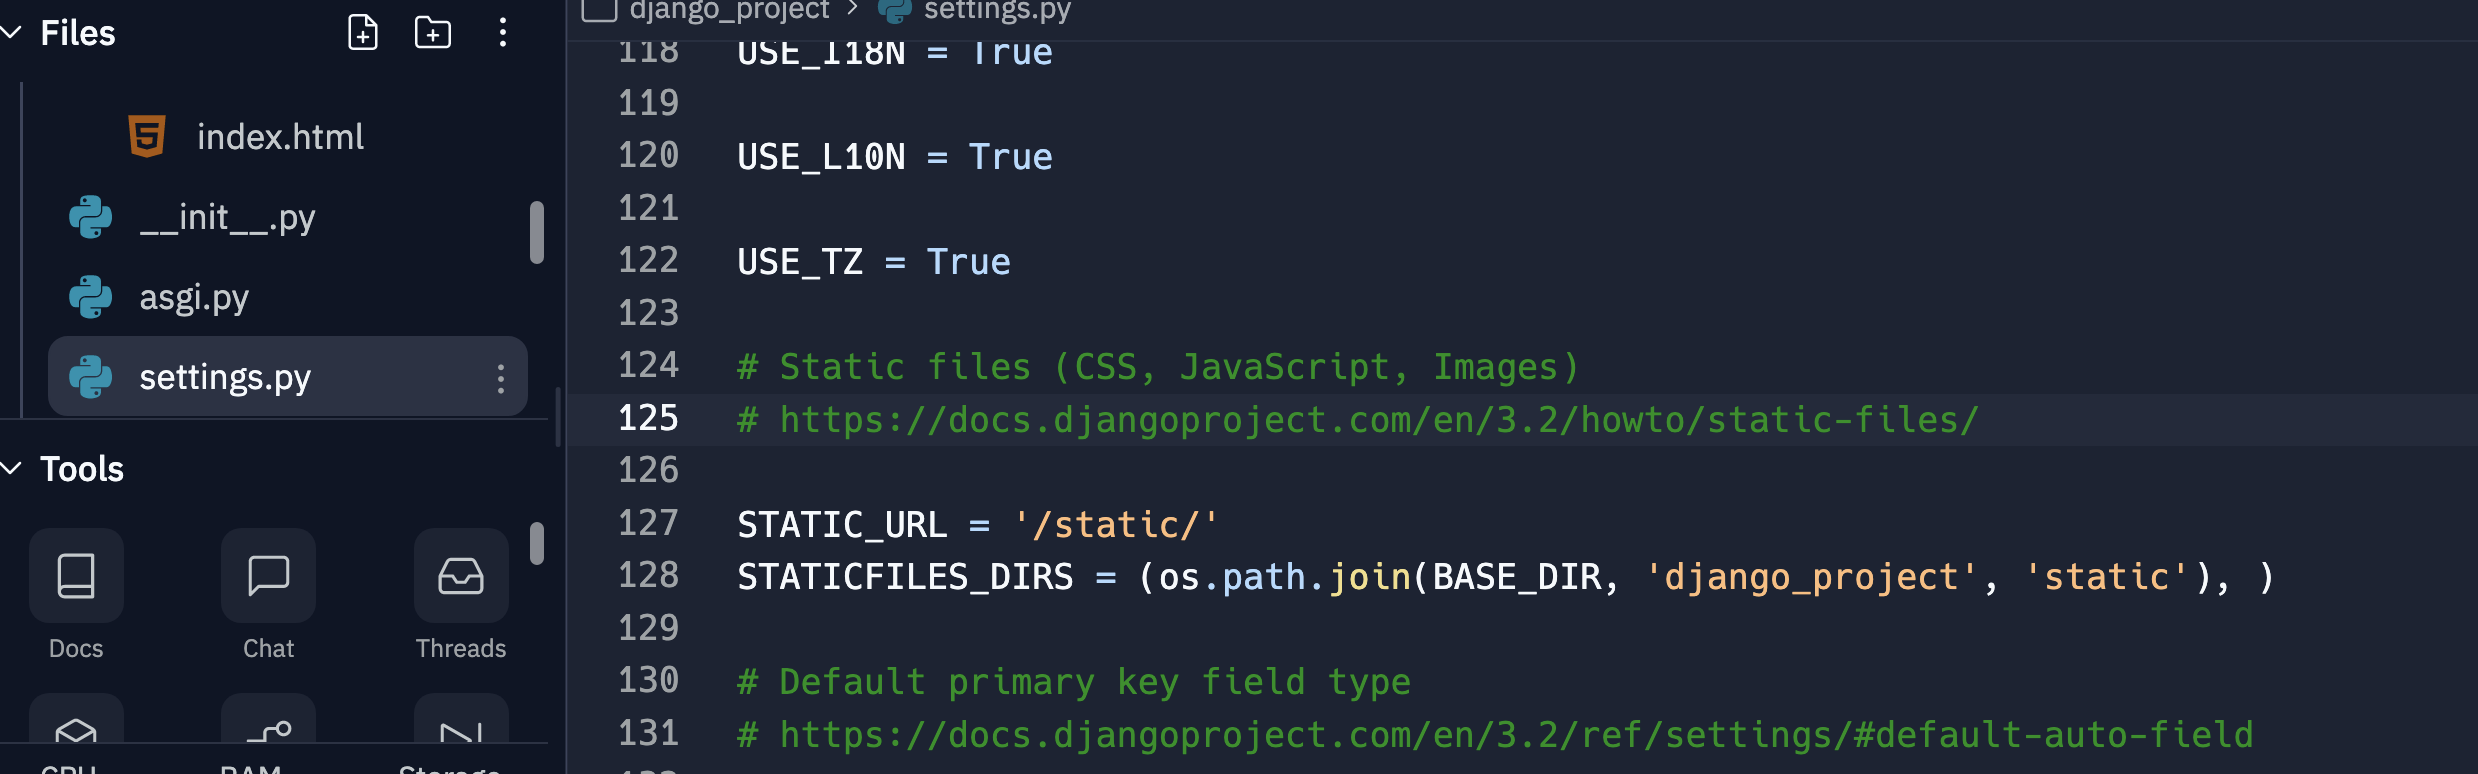 Files
index.html
__init__.py
asgi.py
settings.py
Tools
Docs
Chat
Threads
CPU
RAM
Storage
django_project > settings.py
118 USE_I18N = True
119
120 USE_L10N = True
121
122 USE_TZ = True
123
124 # Static files (CSS, JavaScript, Images)
125 # https://docs.djangoproject.com/en/3.2/howto/static-files/
126
127 STATIC_URL = '/static/'
128 STATICFILES_DIRS = (os.path.join(BASE_DIR, 'django_project', 'static'), )
129
130 # Default primary key field type
131 # https://docs.djangoproject.com/en/3.2/ref/settings/#default-auto-field